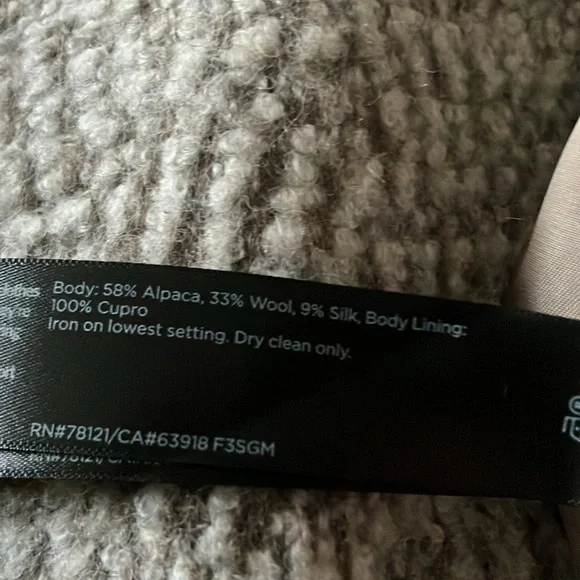 clothes
Body: 58% Alpaca, 33% Wool, 9% Silk, Body Lining:
100% Cupro
Iron on lowest setting. Dry clean only.
RN#78121/CA#63918 F3SGM